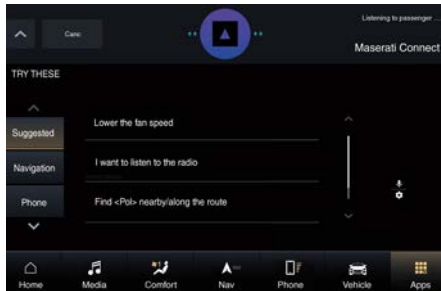 Listening to passenger ...
Canc
Maserati Connect
TRY THESE
Suggested
Navigation
Phone
Lower the fan speed
I want to listen to the radio
Find <PoI> nearby/along the route
Home
Media
Comfort
Nav
Phone
Vehicle
Apps